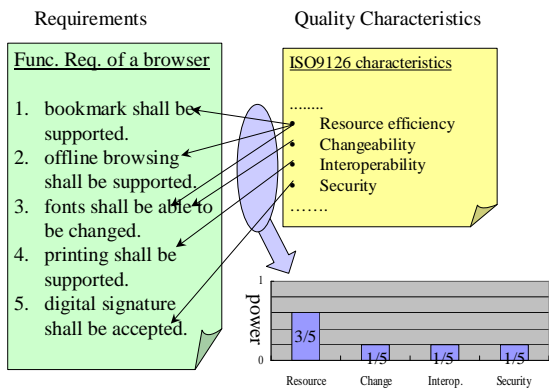 Requirements
Quality Characteristics
Func. Req. of a browser
1. bookmark shall be
supported.
2. offline browsing
shall be supported.
3. fonts shall be able to
be changed.
4. printing shall be
supported.
5. digital signature
shall be accepted.
ISO9126 characteristics
........
• Resource efficiency
• Changeability
• Interoperability
• Security
.......
power
1
0
3/5
1/5
1/5
1/5
Resource
Change
Interop.
Security